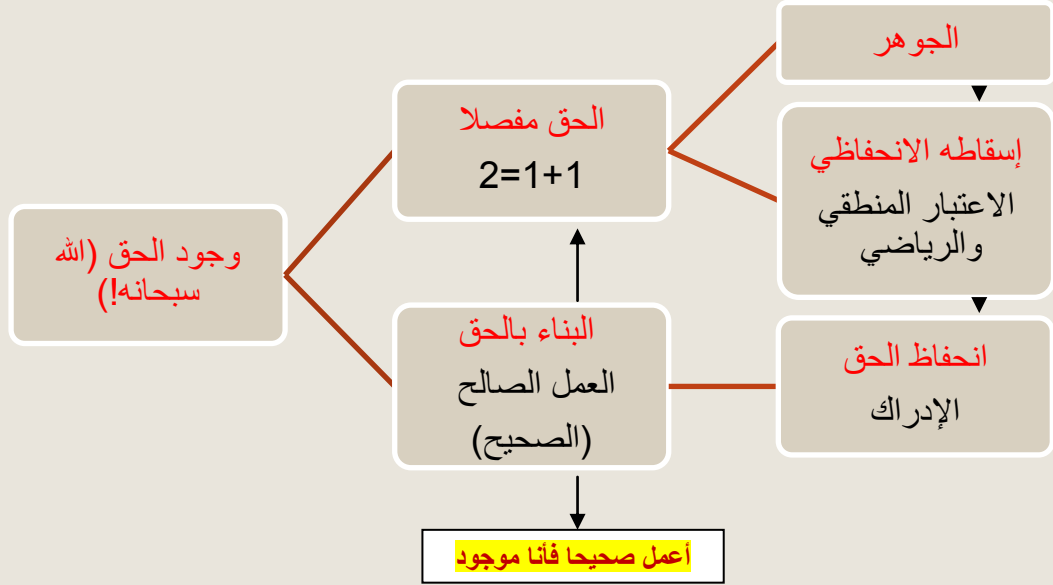 الجوهر
الحق مفصلا
2=1+1
إسقاطه الانحفاظي
الاعتبار المنطقي
والرياضي
وجود الحق (الله
سبحانه!)
البناء بالحق
العمل الصالح
(الصحيح)
انحفاظ الحق
الإدراك
أعمل صحيحا فأنا موجود